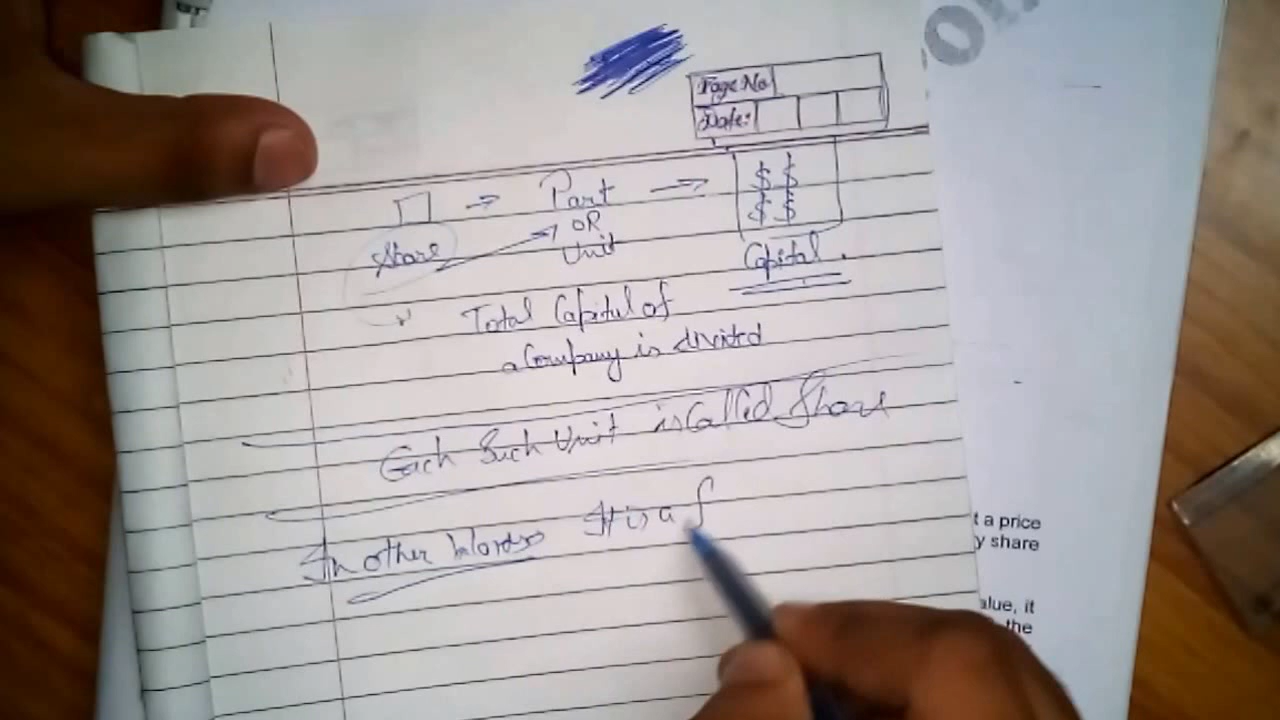 Page No
Date:
Share
⇒ Part
OR
Unit
$ $
$ $
Capital.
Total Capital of
a Company is divided
Each Such Unit is Called Share
In other Words It is a f
t a price
y share
alue, it
the